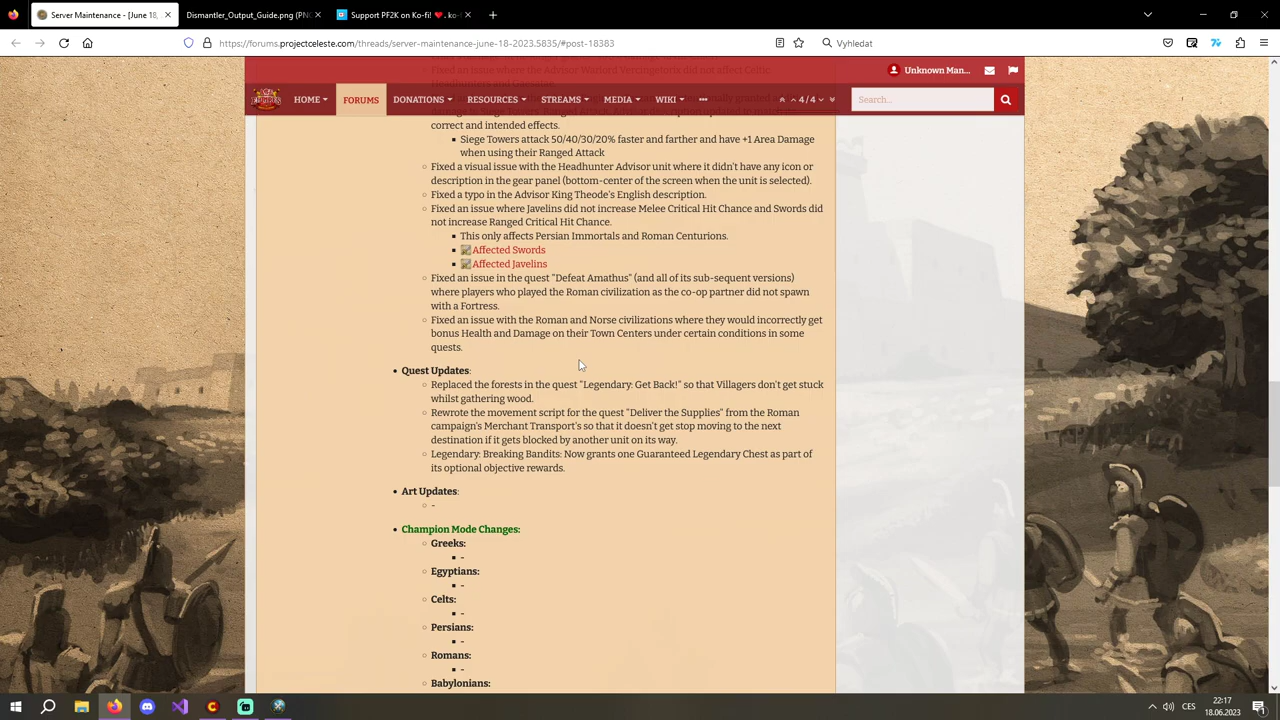 Server Maintenance - [June 18,
Dismantler_Output_Guide.png (PNG
Support PF2K on Ko-fi! ❤️. ko-f
https://forums.projectceleste.com/threads/server-maintenance-june-18-2023.5835/#post-18383
Vyhledat
Unknown Man...
HOME
FORUMS
DONATIONS
RESOURCES
STREAMS
MEDIA
WIKI
•••
4/4
Search...
Fixed an issue where the Advisor Warlord Vercingetorix did not affect Celtic
correct and intended effects.
Siege Towers attack 50/40/30/20% faster and farther and have +1 Area Damage
when using their Ranged Attack
Fixed a visual issue with the Headhunter Advisor unit where it didn't have any icon or
description in the gear panel (bottom-center of the screen when the unit is selected).
Fixed a typo in the Advisor King Theode's English description.
Fixed an issue where Javelins did not increase Melee Critical Hit Chance and Swords did
not increase Ranged Critical Hit Chance.
This only affects Persian Immortals and Roman Centurions.
Affected Swords
Affected Javelins
Fixed an issue in the quest "Defeat Amathus" (and all of its sub-sequent versions)
where players who played the Roman civilization as the co-op partner did not spawn
with a Fortress.
Fixed an issue with the Roman and Norse civilizations where they would incorrectly get
bonus Health and Damage on their Town Centers under certain conditions in some
quests.
Quest Updates:
Replaced the forests in the quest "Legendary: Get Back!" so that Villagers don't get stuck
whilst gathering wood.
Rewrote the movement script for the quest "Deliver the Supplies" from the Roman
campaign's Merchant Transport's so that it doesn't get stop moving to the next
destination if it gets blocked by another unit on its way.
Legendary: Breaking Bandits: Now grants one Guaranteed Legendary Chest as part of
its optional objective rewards.
Art Updates:
-
Champion Mode Changes:
Greeks:
-
Egyptians:
-
Celts:
-
Persians:
-
Romans:
-
Babylonians:
CES
22:17
18.06.2023